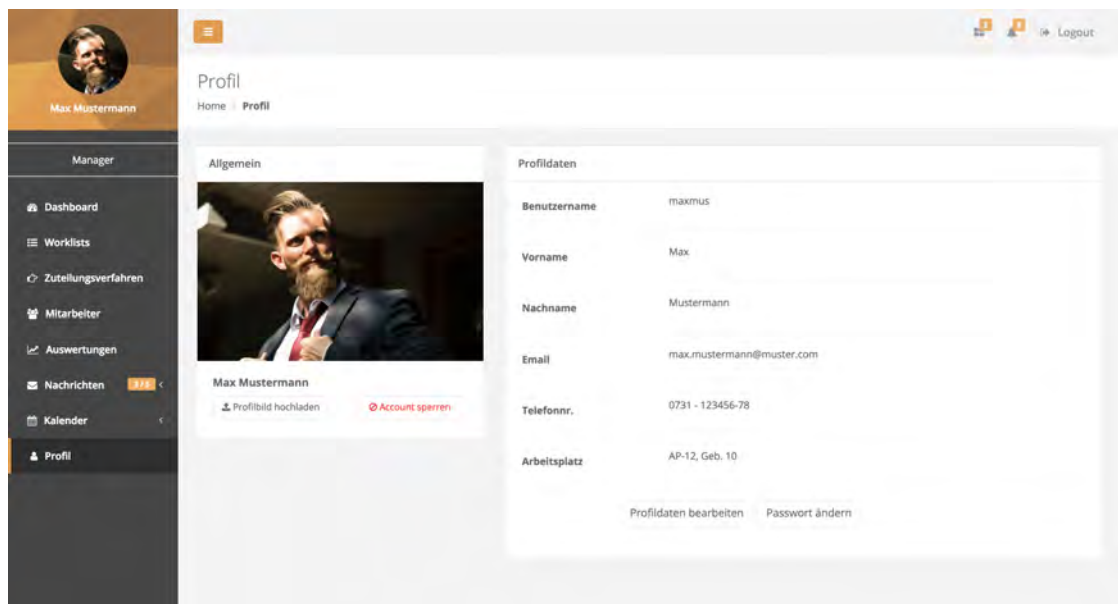 Max Mustermann
Manager
Dashboard
Worklists
Zuteilungsverfahren
Mitarbeiter
Auswertungen
Nachrichten
Kalender
Profil
Logout
Profil
Home Profil
Allgemein
Max Mustermann
Profilbild hochladen Account sperren
Profildaten
Benutzername maxmus
Vorname Max
Nachname Mustermann
Email max.mustermann@muster.com
Telefonnr. 0731 - 123456-78
Arbeitsplatz AP-12, Geb. 10
Profildaten bearbeiten Passwort ändern